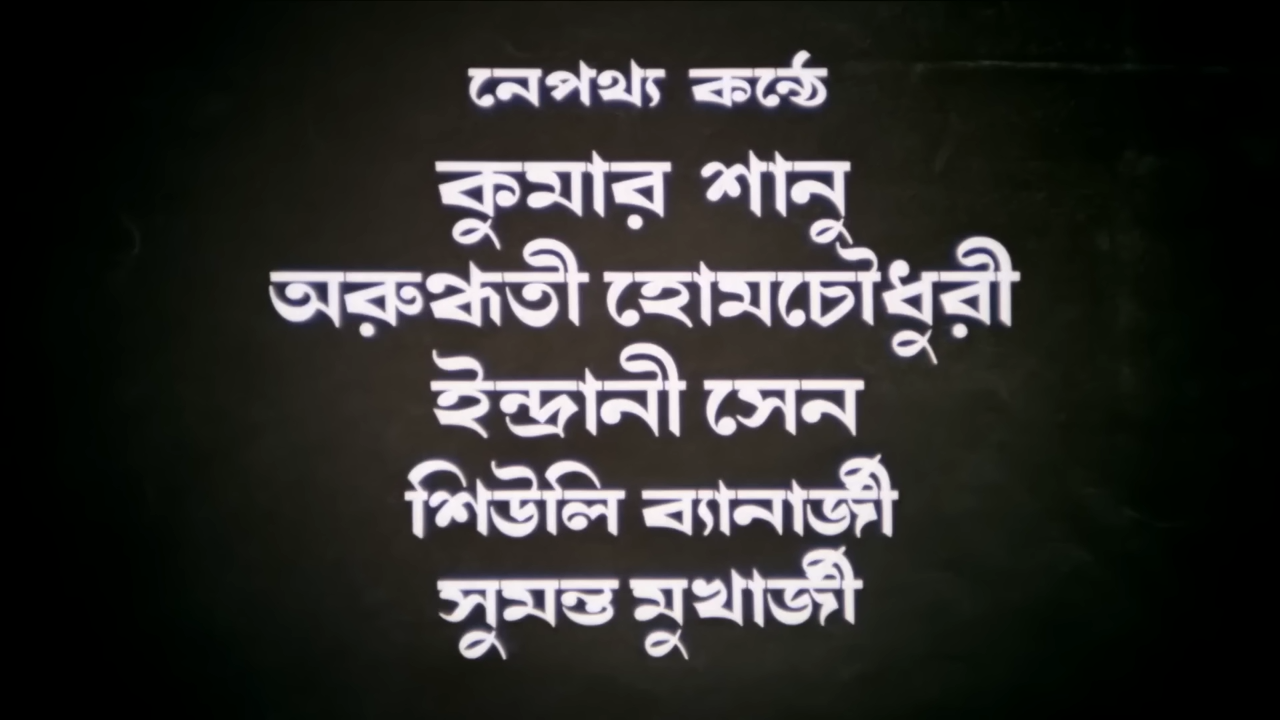 নেপথ্য কন্ঠে
কুমার শানু
অরুন্ধতী হোমচৌধুরী
ইন্দ্রানী সেন
শিউলি ব্যানার্জী
সুমন্ত মুখার্জী